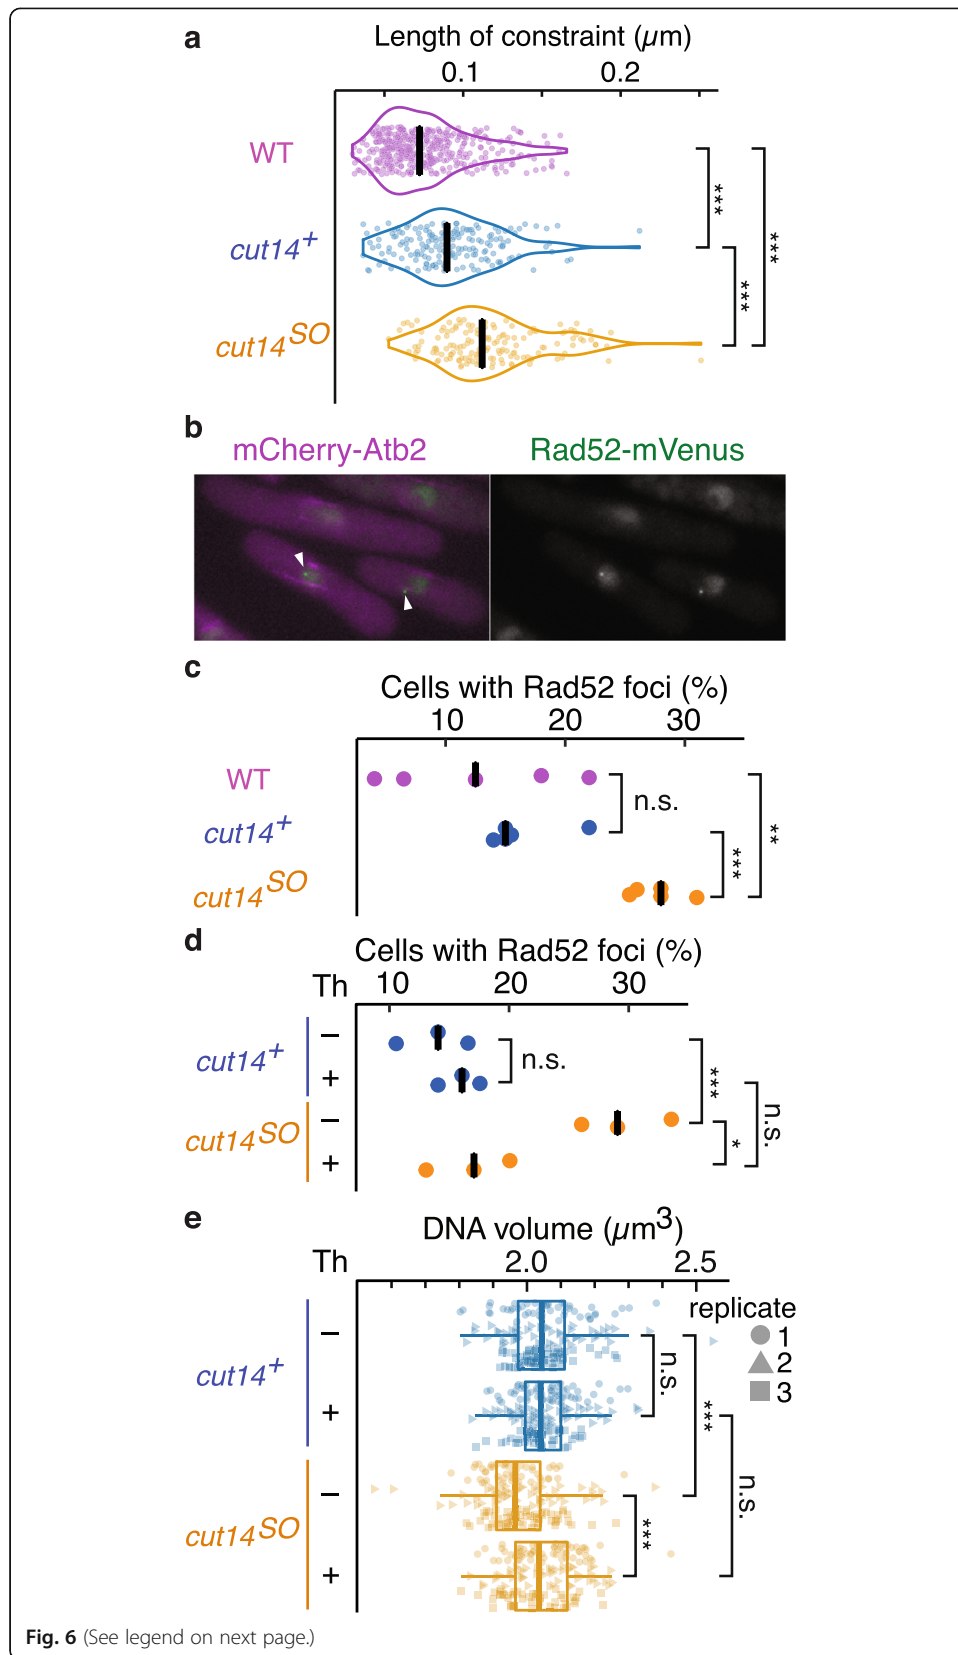 a
Length of constraint (µm)
0.1 0.2
WT
cut14+
cut14SO
***
***
***
b
mCherry-Atb2 Rad52-mVenus
c
Cells with Rad52 foci (%)
10 20 30
WT
cut14+
cut14SO
n.s.
***
**
d
Cells with Rad52 foci (%)
Th 10 20 30
cut14+
−
+
cut14SO
−
+
n.s.
***
*
n.s.
e
DNA volume (µm3)
Th 2.0 2.5
replicate
1
2
3
cut14+
−
+
cut14SO
−
+
n.s.
***
***
n.s.
Fig. 6 (See legend on next page.)